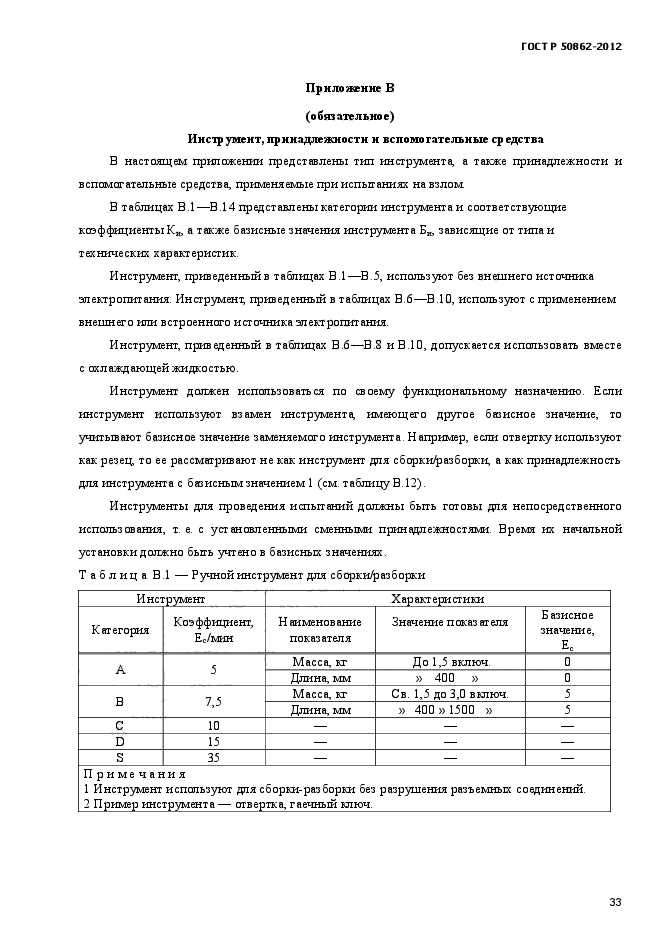 ГОСТ Р 50862-2012
Приложение В
(обязательное)
Инструмент, принадлежности и вспомогательные средства
В настоящем приложении представлены тип инструмента, а также принадлежности и
вспомогательные средства, применяемые при испытаниях на взлом.
В таблицах В.1—В.14 представлены категории инструмента и соответствующие
коэффициенты Kи, а также базисные значения инструмента Би, зависящие от типа и
технических характеристик.
Инструмент, приведенный в таблицах В.1—В.5, используют без внешнего источника
электропитания. Инструмент, приведенный в таблицах В.6—В.10, используют с применением
внешнего или встроенного источника электропитания.
Инструмент, приведенный в таблицах В.6—В.8 и В.10, допускается использовать вместе
с охлаждающей жидкостью.
Инструмент должен использоваться по своему функциональному назначению. Если
инструмент используют взамен инструмента, имеющего другое базисное значение, то
учитывают базисное значение заменяемого инструмента. Например, если отвертку используют
как резец, то ее рассматривают не как инструмент для сборки/разборки, а как принадлежность
для инструмента с базисным значением 1 (см. таблицу В.12).
Инструменты для проведения испытаний должны быть готовы для непосредственного
использования, т. е. с установленными сменными принадлежностями. Время их начальной
установки должно быть учтено в базисных значениях.
Т а б л и ц а В.1 — Ручной инструмент для сборки/разборки
Инструмент Характеристики
Категория Коэффициент, Ес/мин Наименование показателя Значение показателя Базисное значение, Ес
A 5 Масса, кг До 1,5 включ. 0
Длина, мм » 400 » 0
B 7,5 Масса, кг Св. 1,5 до 3,0 включ. 5
Длина, мм » 400 » 1500 » 5
C 10 — — —
D 15 — — —
S 35 — — —
П р и м е ч а н и я
1 Инструмент используют для сборки-разборки без разрушения разъемных соединений.
2 Пример инструмента — отвертка, гаечный ключ.
33